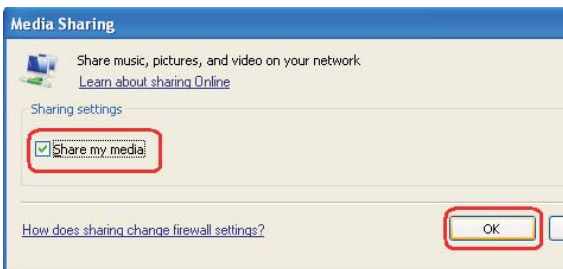 Media Sharing
Share music, pictures, and video on your network
Learn about sharing Online
Sharing settings
Share my media
How does sharing change firewall settings?
OK